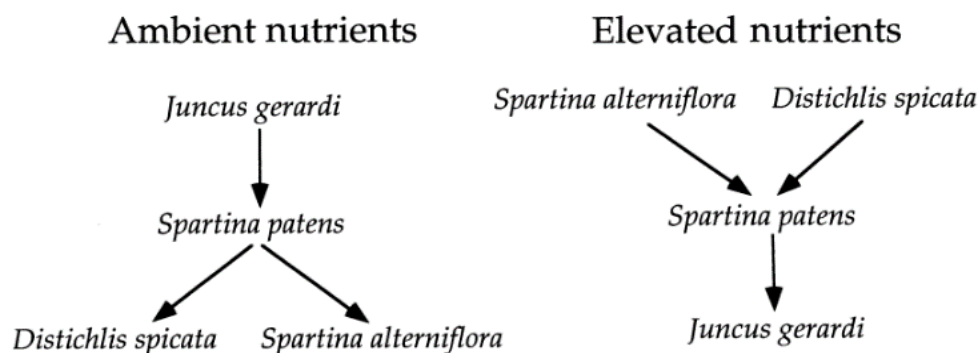 Ambient nutrients
Juncus gerardi
Spartina patens
Distichlis spicata Spartina alterniflora
Elevated nutrients
Spartina alterniflora Distichlis spicata
Spartina patens
Juncus gerardi